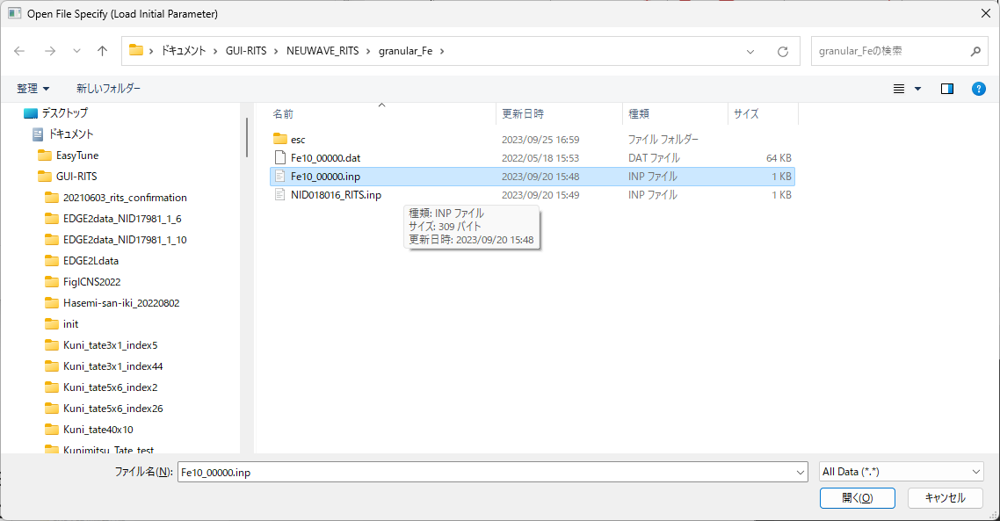 Open File Specify (Load Initial Parameter)
ドキュメント > GUI-RITS > NEUWAVE_RITS > granular_Fe >
granular_Feの検索
整理 新しいフォルダー
デスクトップ
ドキュメント
EasyTune
GUI-RITS
20210603_rits_confirmation
EDGE2data_NID17981_1_6
EDGE2data_NID17981_1_10
EDGE2Ldata
FigICNS2022
Hasemi-san-iki_20220802
init
Kuni_tate3x1_index5
Kuni_tate3x1_index44
Kuni_tate5x6_index2
Kuni_tate5x6_index26
Kuni_tate40x10
Kunimitsu_Tate_test
名前 更新日時 種類 サイズ
esc 2023/09/25 16:59 ファイル フォルダー
Fe10_00000.dat 2022/05/18 15:53 DAT ファイル 64 KB
Fe10_00000.inp 2023/09/20 15:48 INP ファイル 1 KB
NID018016_RITS.inp 2023/09/20 15:49 INP ファイル 1 KB
種類: INP ファイル
サイズ: 309 バイト
更新日時: 2023/09/20 15:48
ファイル名(N): Fe10_00000.inp All Data (*.*)
開く(O) キャンセル